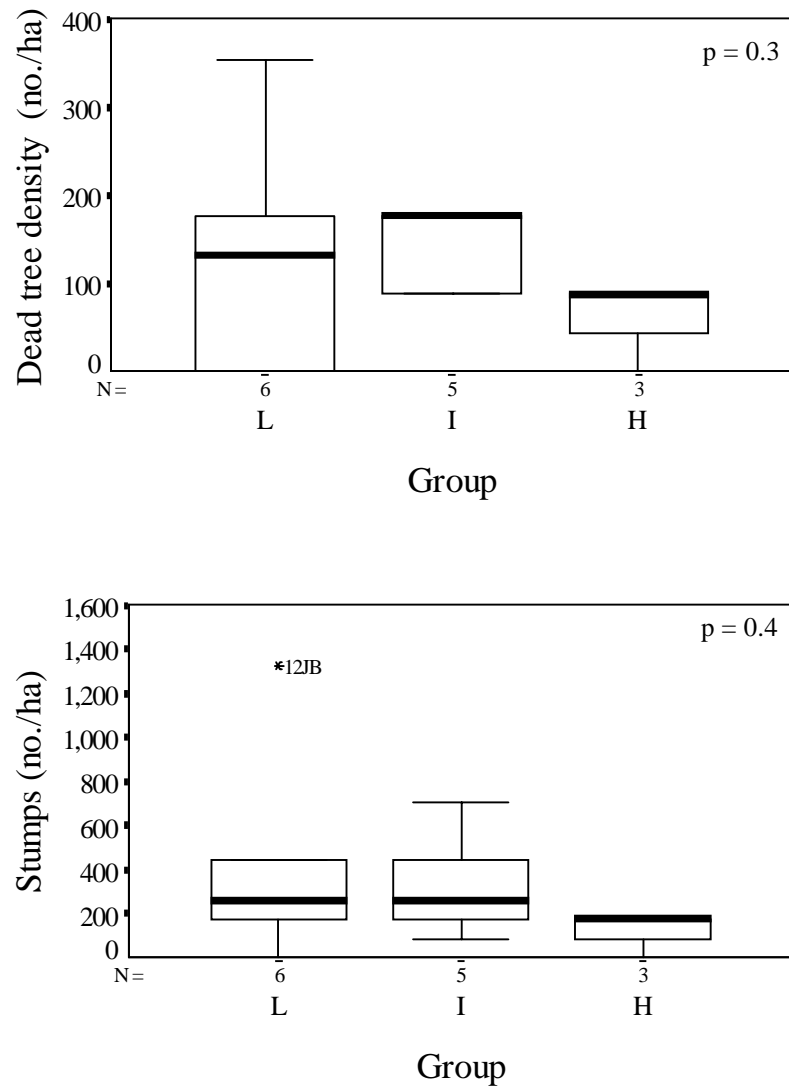 400
p = 0.3
300
200
100
0
Dead tree density (no./ha)
N = 6 5 3
L I H
Group
1,600
p = 0.4
1,400
*12JB
1,200
1,000
800
600
400
200
0
Stumps (no./ha)
N = 6 5 3
L I H
Group